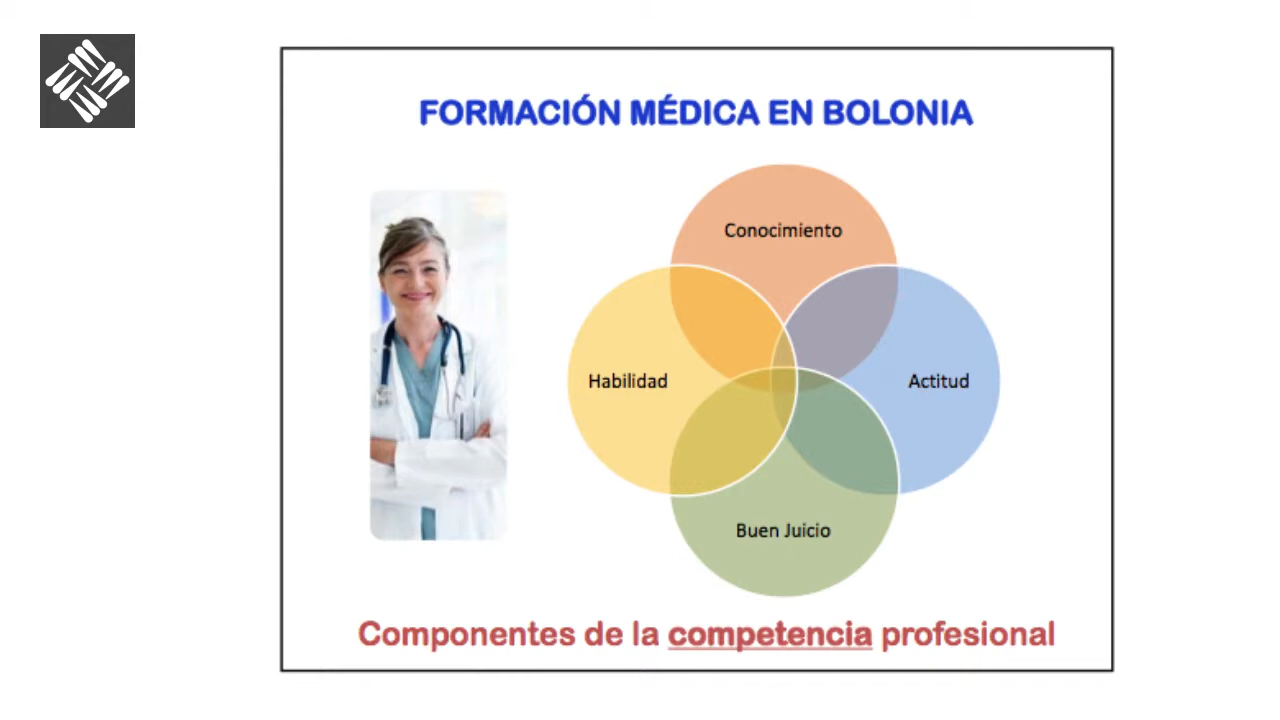 FORMACIÓN MÉDICA EN BOLONIA
Conocimiento
Habilidad
Actitud
Buen Juicio
Componentes de la competencia profesional